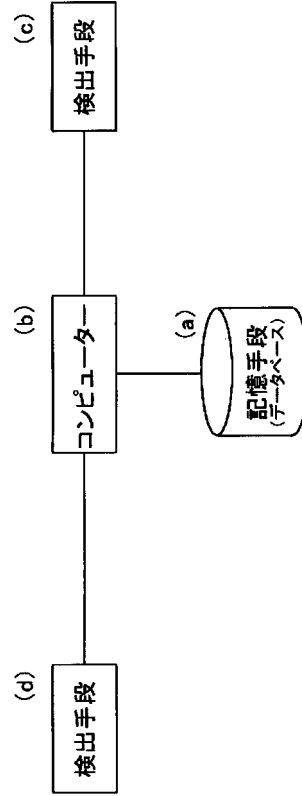 (d)
検出手段
(b)
コンピューター
(c)
検出手段
(a)
記憶手段
(データベース)